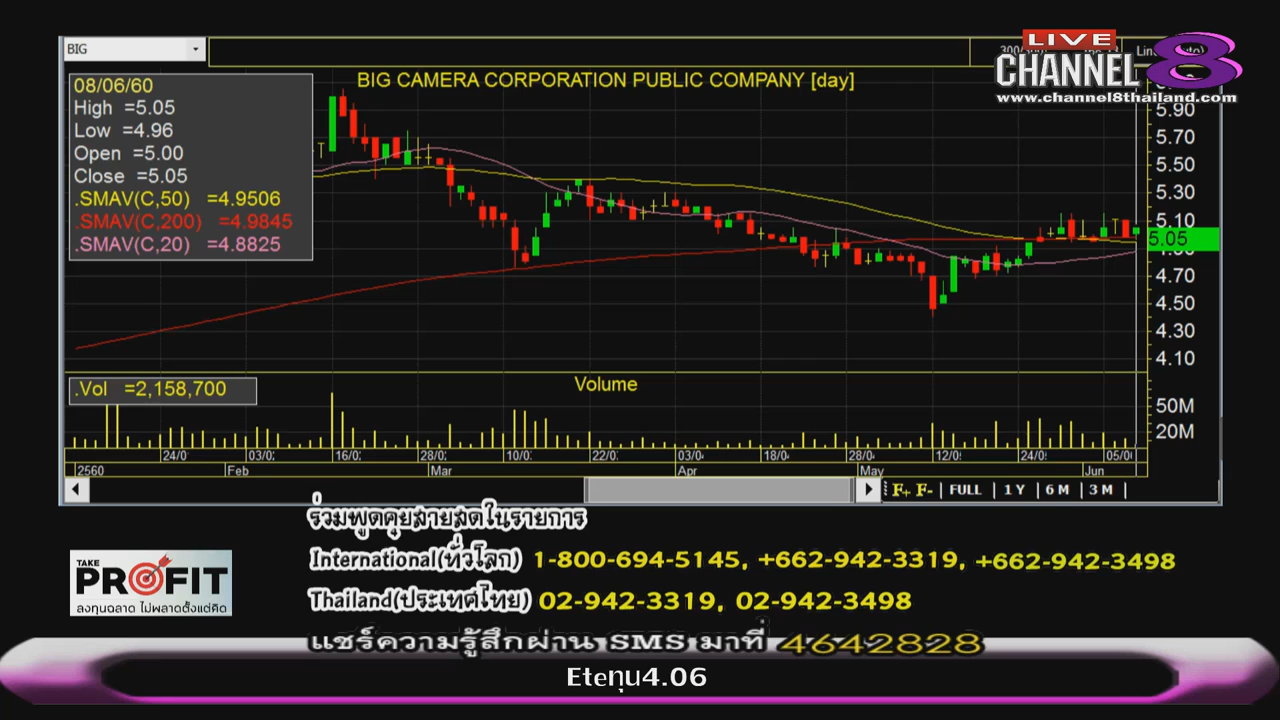 BIG
LIVE
CHANNEL 8
www.channel8thailand.com
BIG CAMERA CORPORATION PUBLIC COMPANY [day]
08/06/60
High =5.05
Low =4.96
Open =5.00
Close =5.05
.SMAV(C,50) =4.9506
.SMAV(C,200) =4.9845
.SMAV(C,20) =4.8825
5.90
5.70
5.50
5.30
5.10
5.05
4.70
4.50
4.30
4.10
.Vol =2,158,700
Volume
50M
20M
24/0 03/0 16/0 28/0 10/0 22/0 03/0 18/0 28/0 12/0 24/0 05/0
2560 Feb Mar Apr May Jun
F+ F- FULL 1 Y 6 M 3 M
ร่วมพูดคุยสายสดในรายการ
International(ทั่วโลก) 1-800-694-5145, +662-942-3319, +662-942-3498
Thailand(ประเทศไทย) 02-942-3319, 02-942-3498
แชร์ความรู้สึกผ่าน SMS มาที่ 4642828
TAKE
PROFIT
ลงทุนฉลาด ไม่พลาดตั้งแต่คิด
Eteทุน4.06